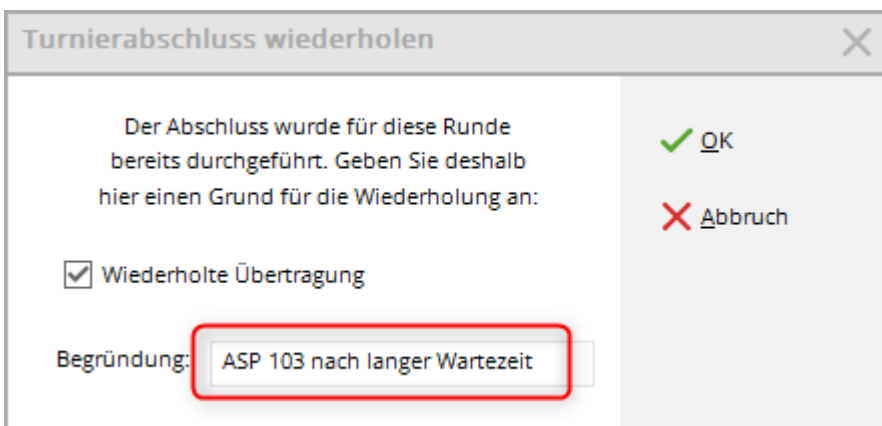 Turnierabschluss wiederholen
Der Abschluss wurde für diese Runde
bereits durchgeführt. Geben Sie deshalb
hier einen Grund für die Wiederholung an:
OK
Abbruch
Wiederholte Übertragung
Begründung: ASP 103 nach langer Wartezeit